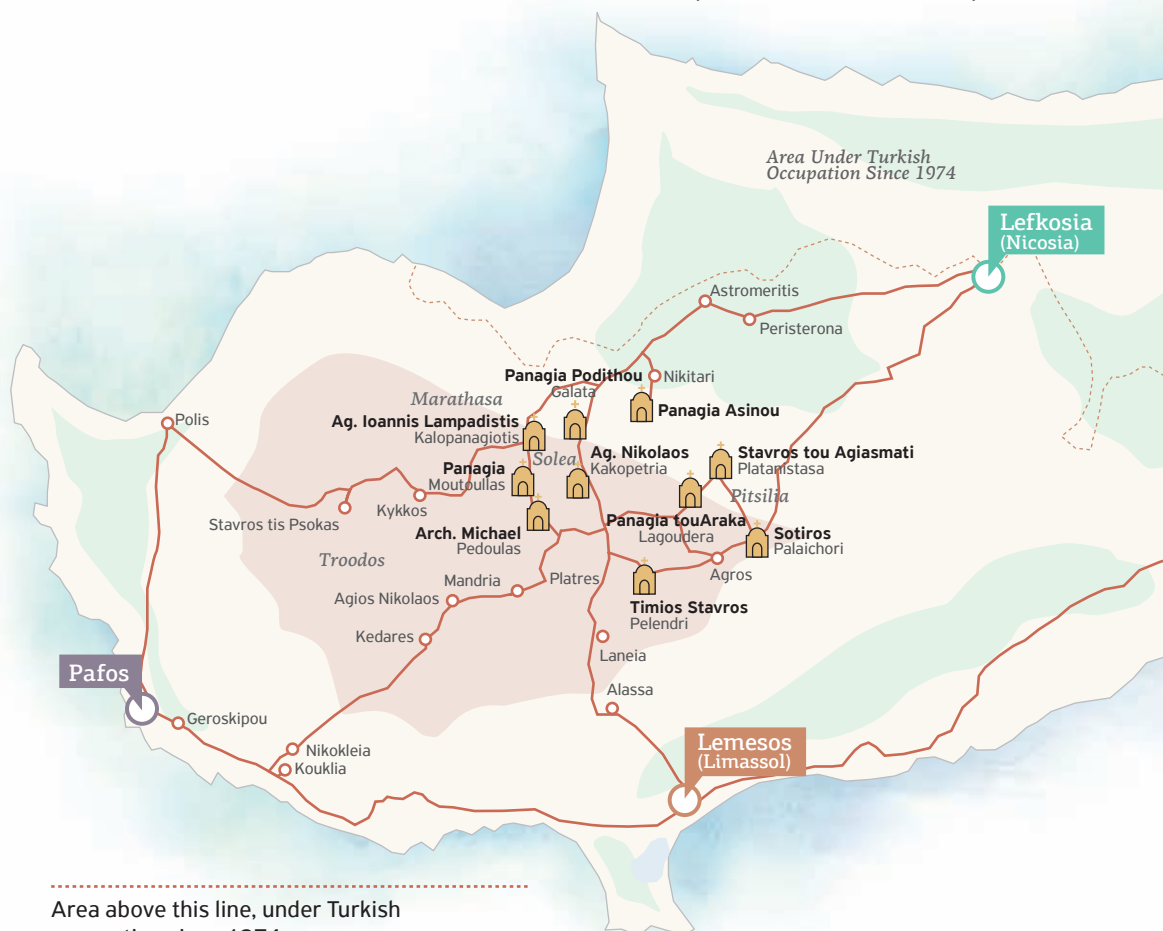 Area Under Turkish
Occupation Since 1974
Lefkosia
(Nicosia)
Astromeritis
Peristerona
Panagia Podithou
Galata
Nikitari
Marathasa
Panagia Asinou
Polis
Ag. Ioannis Lampadistis
Kalopanagiotis
Solea
Ag. Nikolaos
Kakopetria
Stavros tou Agiasmati
Platanistasa
Panagia
Moutoullas
Pitsilia
Kykkos
Stavros tis Psokas
Arch. Michael
Pedoulas
Panagia touAraka
Lagoudera
Sotiros
Palaichori
Troodos
Mandria
Platres
Agros
Agios Nikolaos
Timios Stavros
Pelendri
Kedares
Laneia
Pafos
Alassa
Geroskipou
Nikokleia
Kouklia
Lemesos
(Limassol)
Area above this line, under Turkish